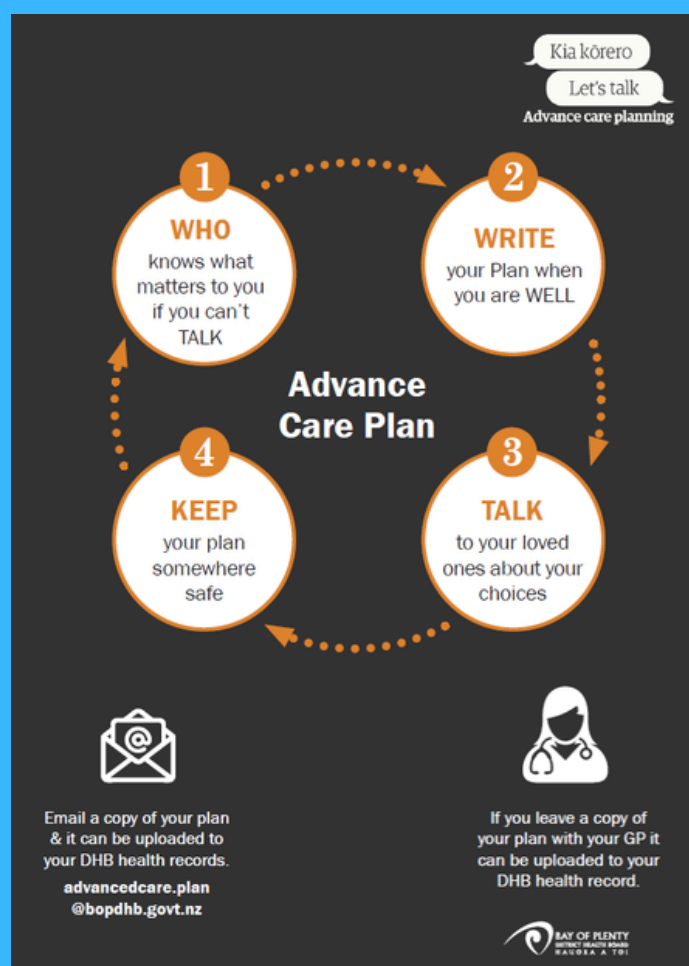 Kia kōrero
Let's talk
Advance care planning
1
WHO
knows what
matters to you
if you can't
TALK
2
WRITE
your Plan when
you are WELL
Advance
Care Plan
4
KEEP
your plan
somewhere
safe
3
TALK
to your loved
ones about your
choices
@
Email a copy of your plan
& it can be uploaded to
your DHB health records.
advancedcare.plan
@bopdhb.govt.nz
If you leave a copy of
your plan with your GP it
can be uploaded to your
DHB health record.
BAY OF PLENTY
DISTRICT HEALTH BOARD
HAUORA A TOI